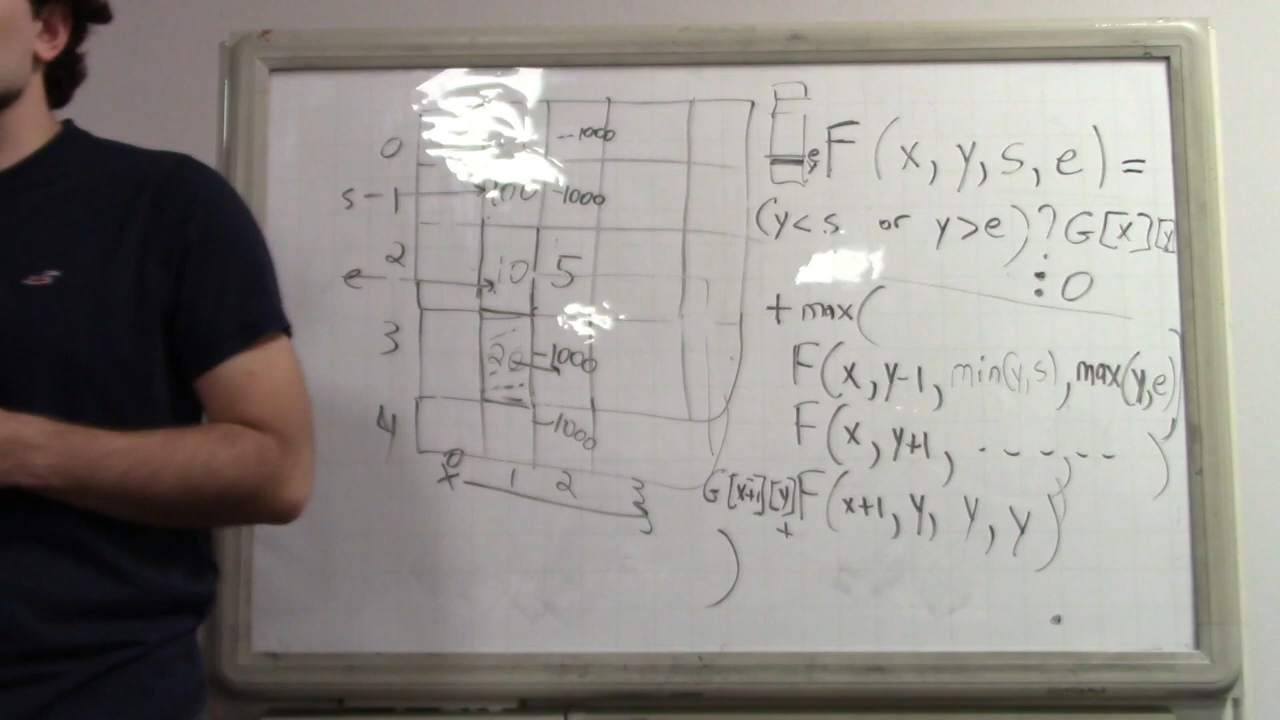 0 -1000
s-1 100 -1000
2
e 10 5
3 20 -1000
4 -1000
0 1 2 3
x
e F(x, y, s, e) =
(y<s or y>e)? G[x][y
: 0
+ max(
F(x, y-1, min(y,s), max(y,e)
F(x, y+1, - - - -- )
G[x+1][y] F(x+1, y, y, y)
+
)